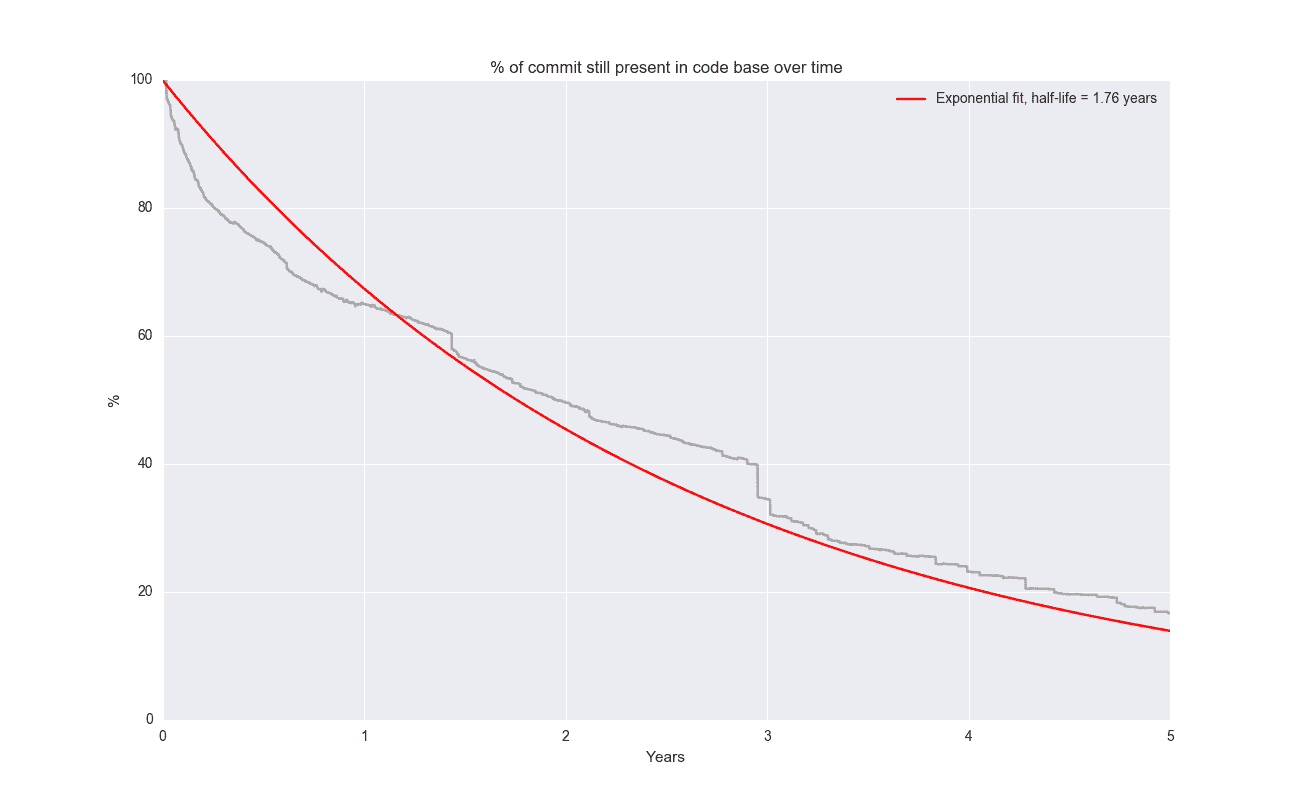 % of commit still present in code base over time
Exponential fit, half-life = 1.76 years
100
80
60
40
20
0
%
0 1 2 3 4 5
Years